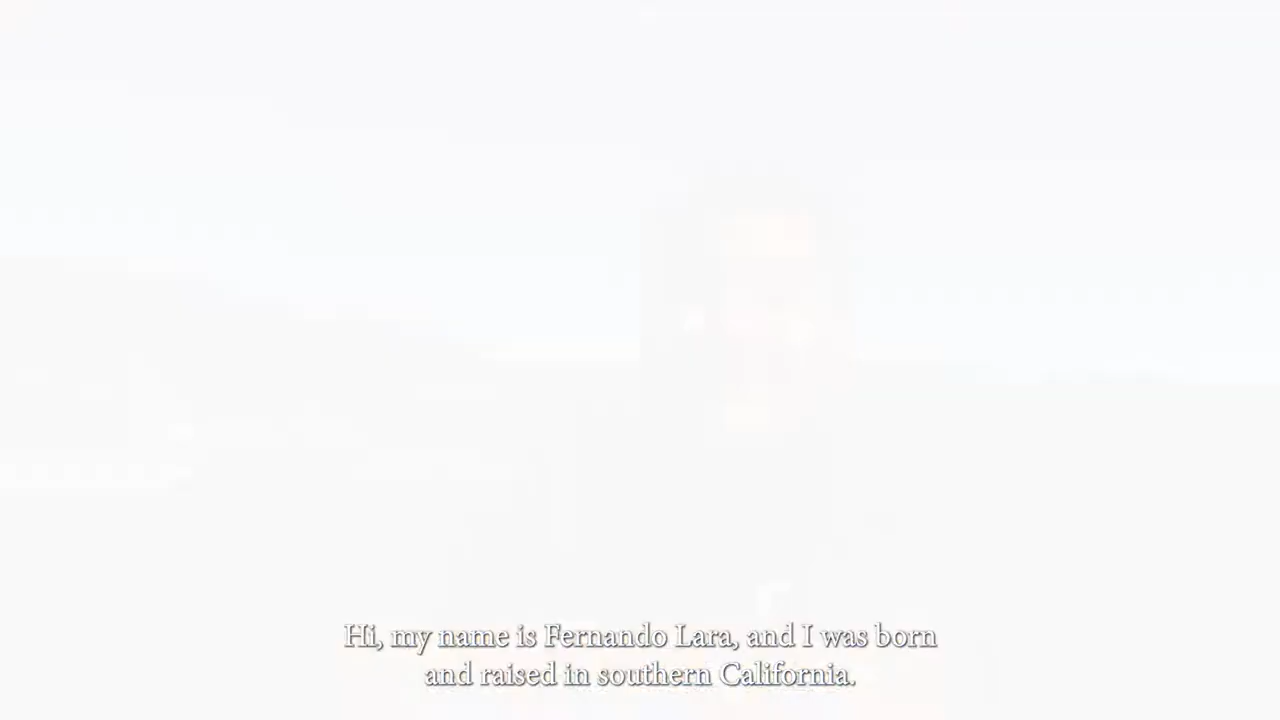 Hi, my name is Fernando Lara, and I was born
and raised in southern California.